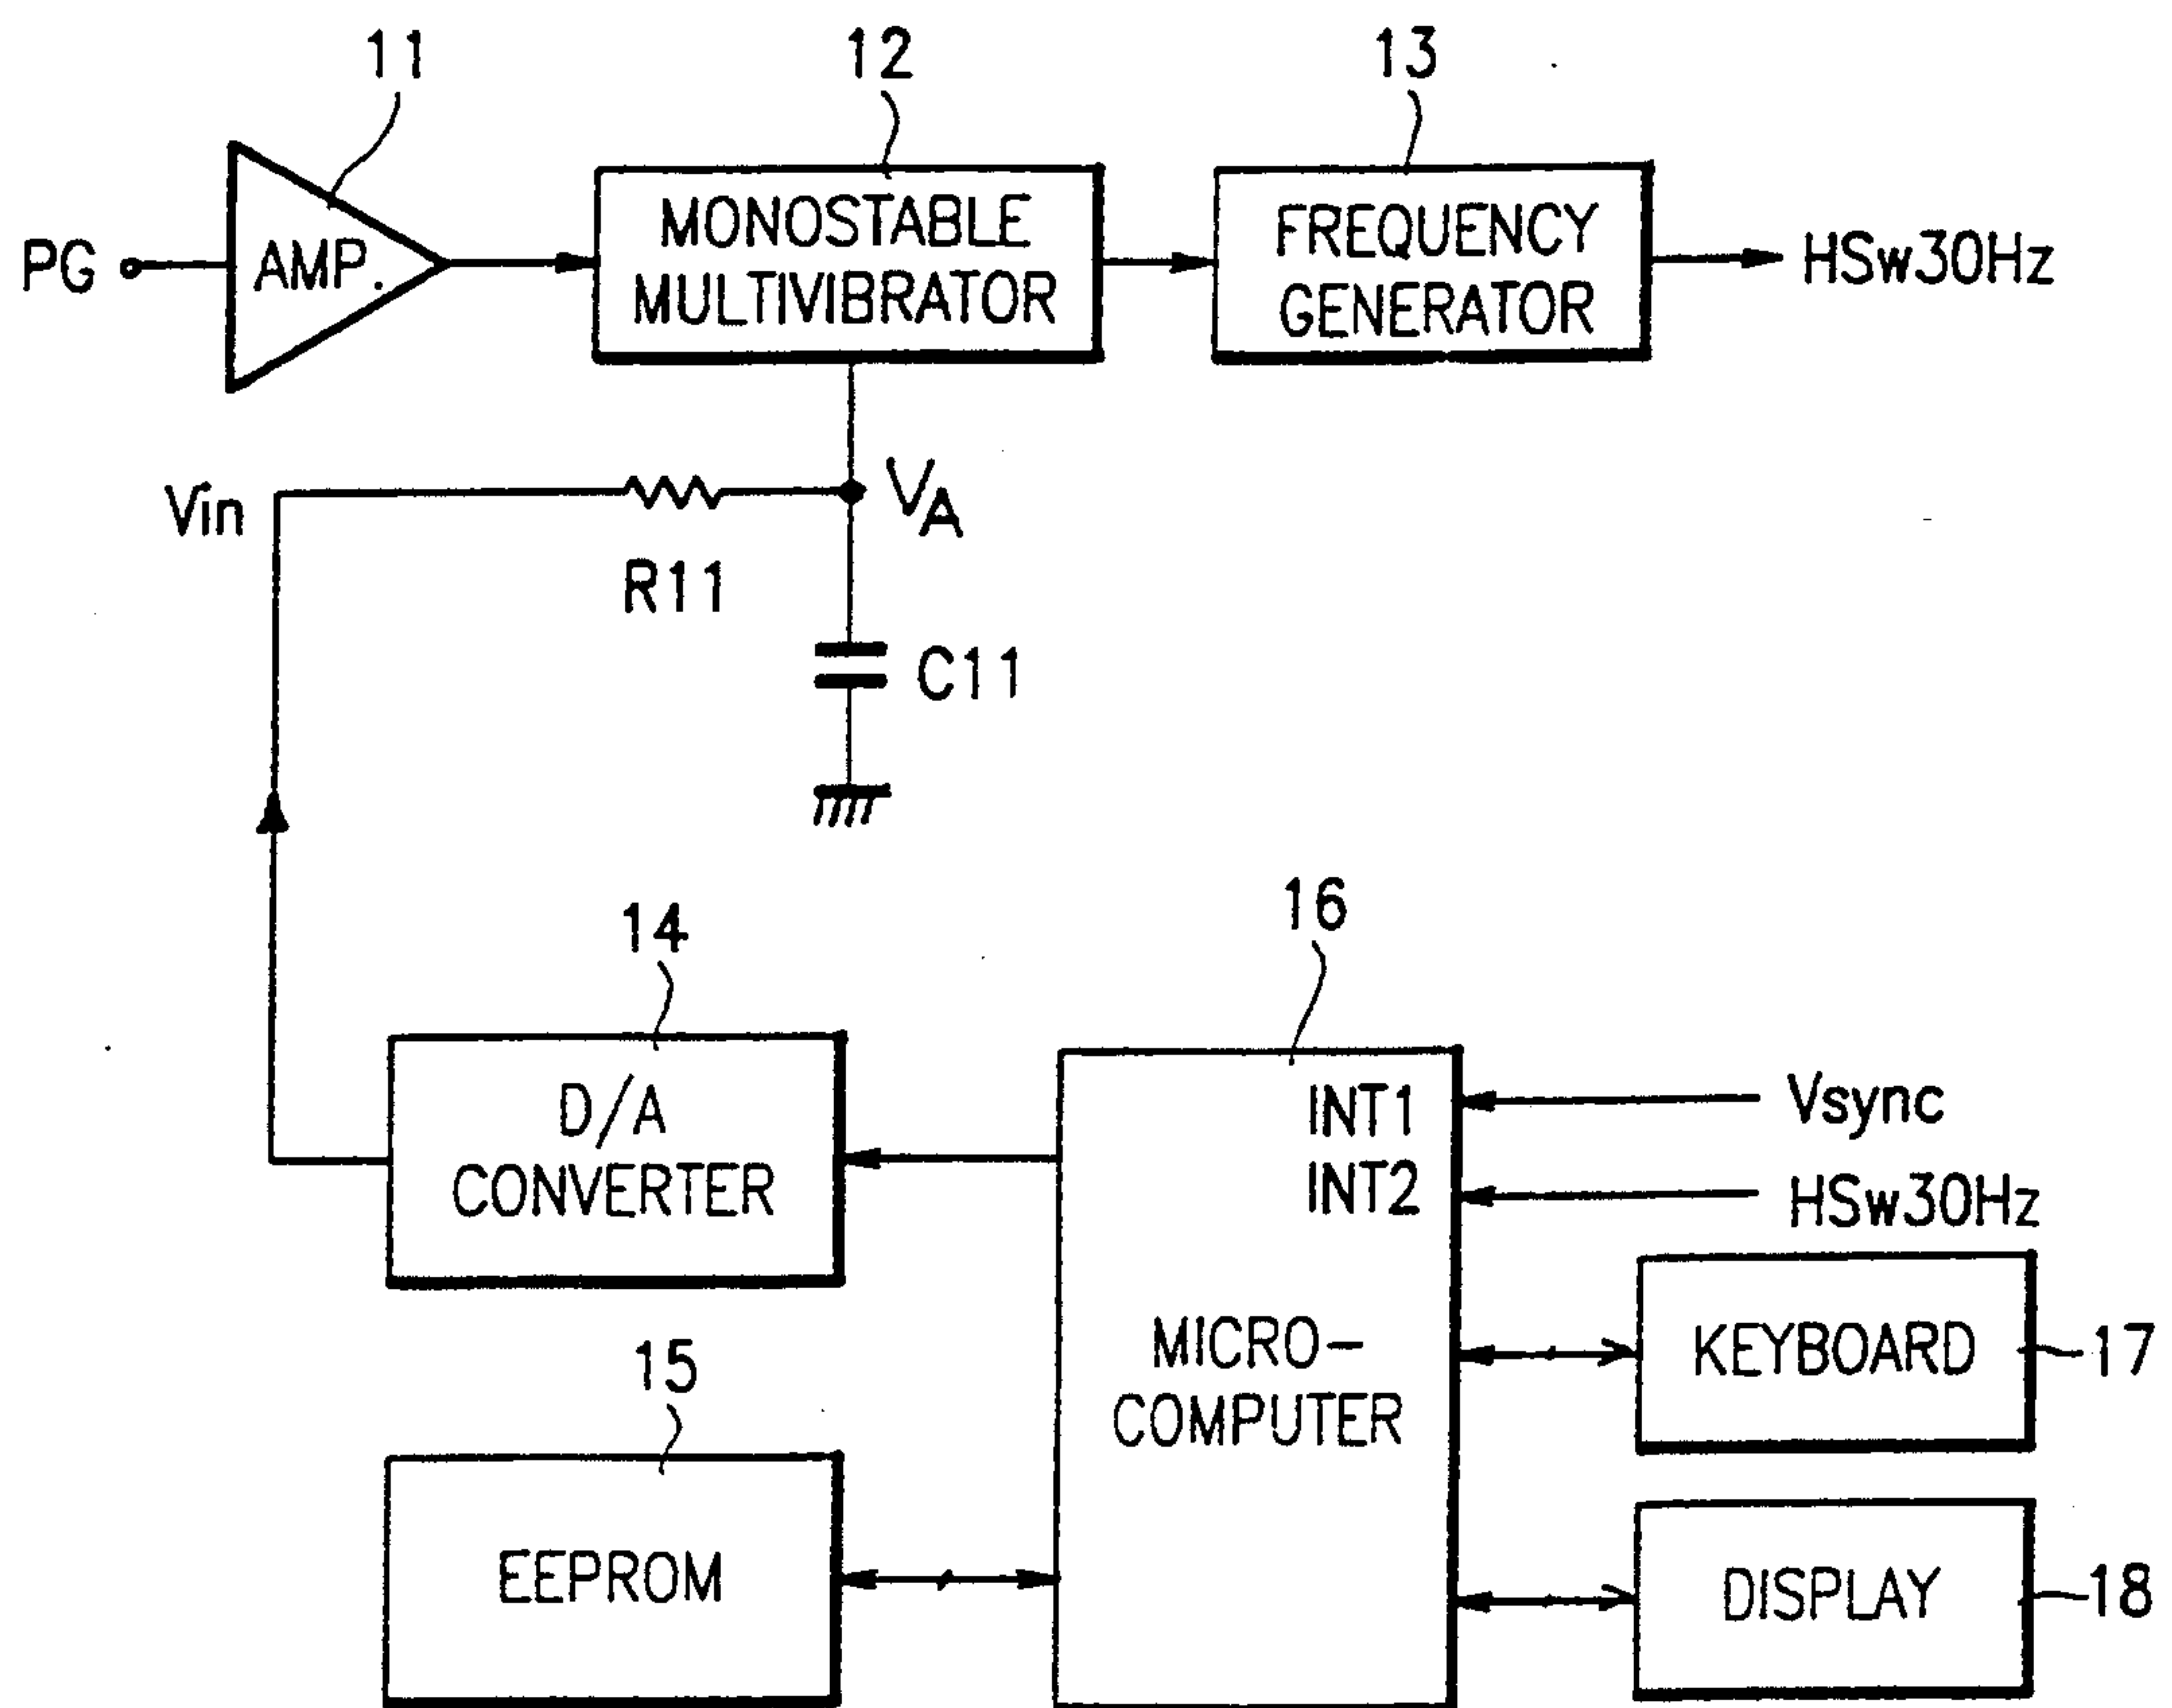 11
12
13
PG
AMP.
MONOSTABLE
MULTIVIBRATOR
FREQUENCY
GENERATOR
HSw30Hz
Vin
VA
R11
C11
14
16
D/A
CONVERTER
INT1
Vsync
INT2
HSw30Hz
MICRO-
COMPUTER
KEYBOARD
17
15
EEPROM
DISPLAY
18